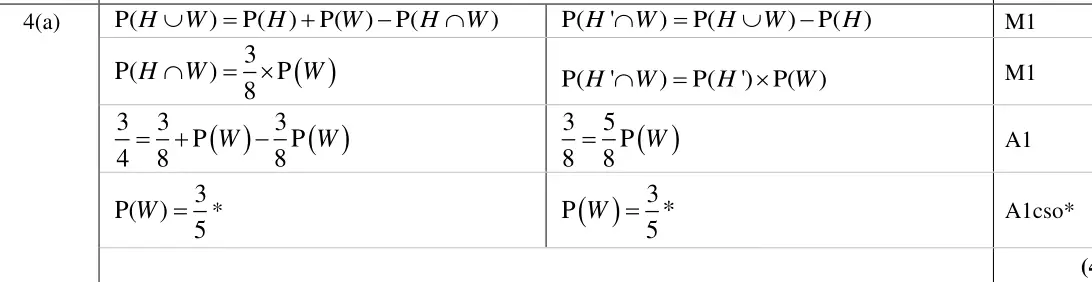 4(a) P(H ∪ W) = P(H) + P(W) − P(H ∩ W) P(H '∩ W) = P(H ∪ W) − P(H) M1
P(H ∩ W) = 3/8 × P(W) P(H '∩ W) = P(H ') × P(W) M1
3/4 = 3/8 + P(W) − 3/8 P(W) 3/8 = 5/8 P(W) A1
P(W) = 3/5 * P(W) = 3/5 * A1cso*
(4